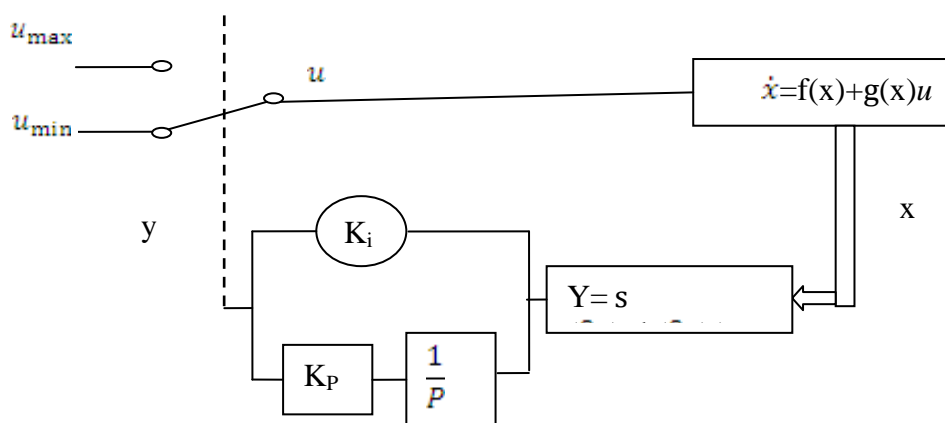 u_max
u
ẋ=f(x)+g(x)u
u_min
y
x
K_i
Y= s
K_P
1/P